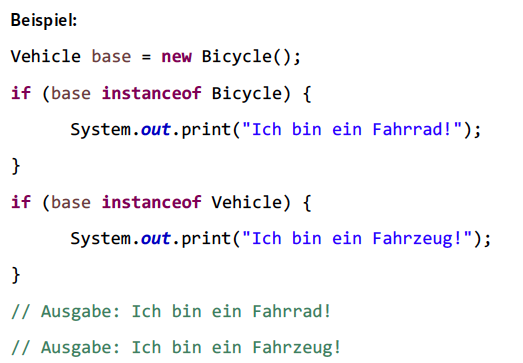 Beispiel:
Vehicle base = new Bicycle();
if (base instanceof Bicycle) {
System.out.print("Ich bin ein Fahrrad!");
}
if (base instanceof Vehicle) {
System.out.print("Ich bin ein Fahrzeug!");
}
// Ausgabe: Ich bin ein Fahrrad!
// Ausgabe: Ich bin ein Fahrzeug!